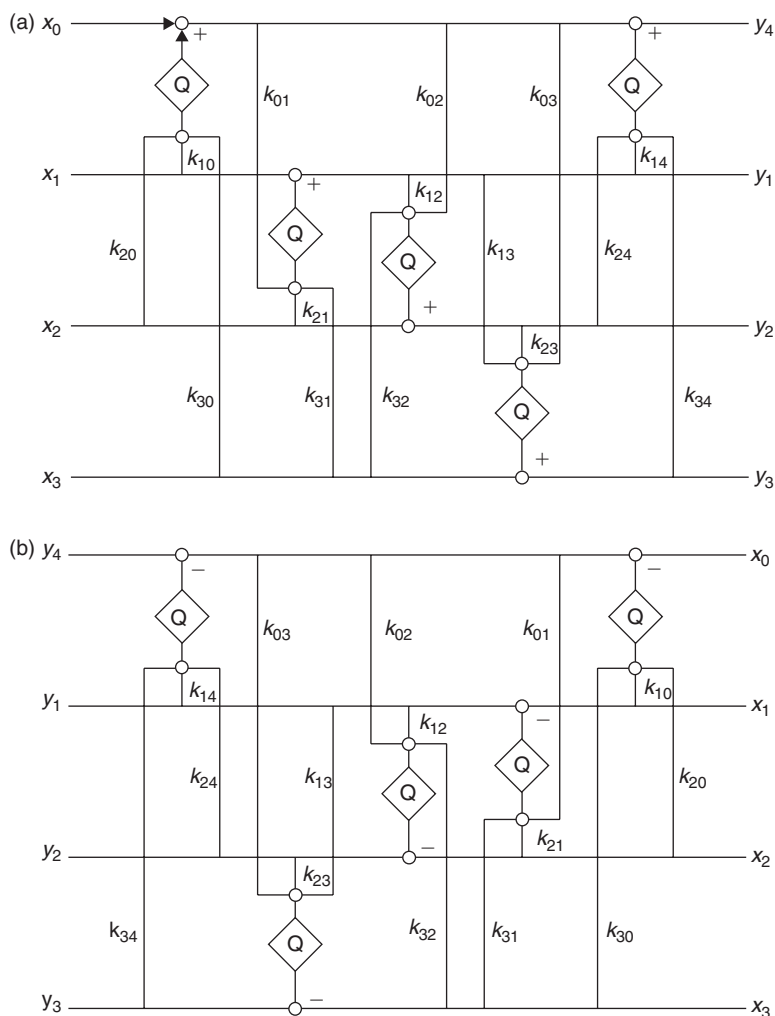 (a) x₀ + y₄
Q Q
+
k₀₁ k₀₂ k₀₃
x₁ k₁₀ k₁₄ y₁
+ k₁₂
k₂₀ Q Q k₁₃ k₂₄
k₂₁ +
x₂ y₂
k₂₃
k₃₀ k₃₁ k₃₂ Q k₃₄
+
x₃ y₃
(b) y₄ x₀
− −
Q k₀₃ k₀₂ k₀₁ Q
k₁₄ k₁₀
y₁ x₁
k₁₂ −
k₂₄ k₁₃ Q Q k₂₀
k₂₁
y₂ − x₂
k₂₃
k₃₄ Q k₃₂ k₃₁ k₃₀
y₃ − x₃